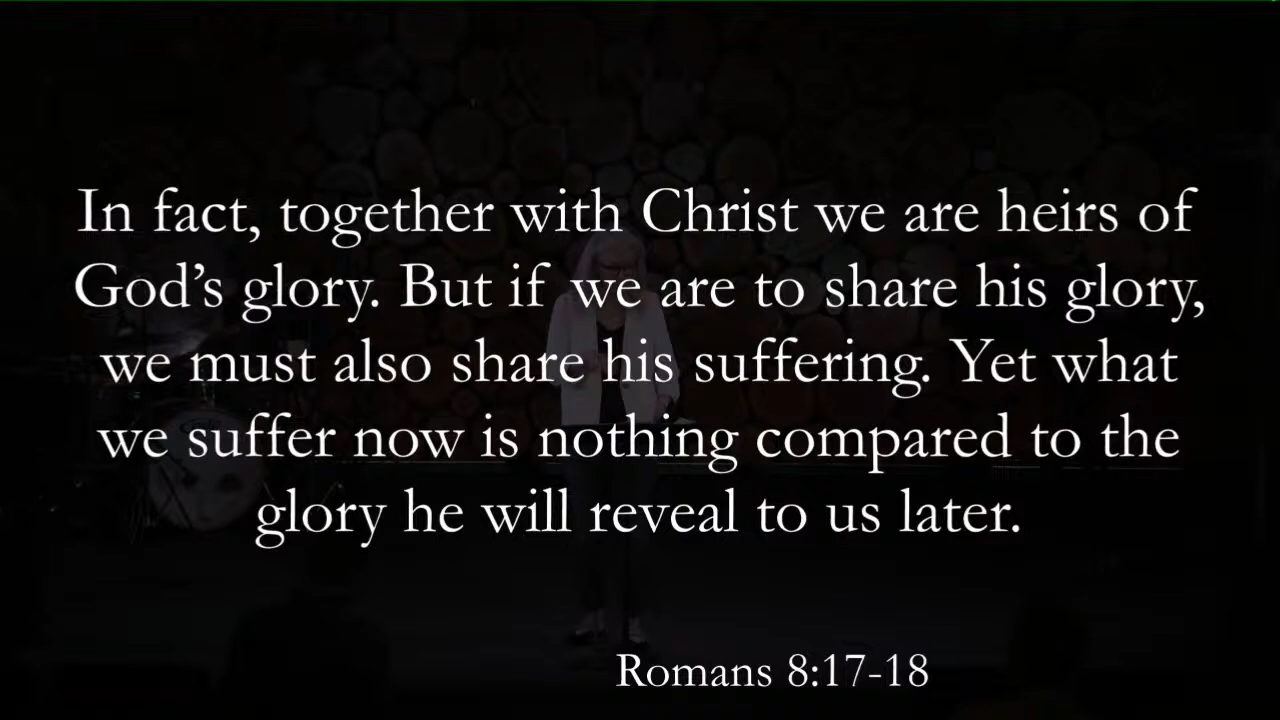 In fact, together with Christ we are heirs of
God’s glory. But if we are to share his glory,
we must also share his suffering. Yet what
we suffer now is nothing compared to the
glory he will reveal to us later.
Romans 8:17-18